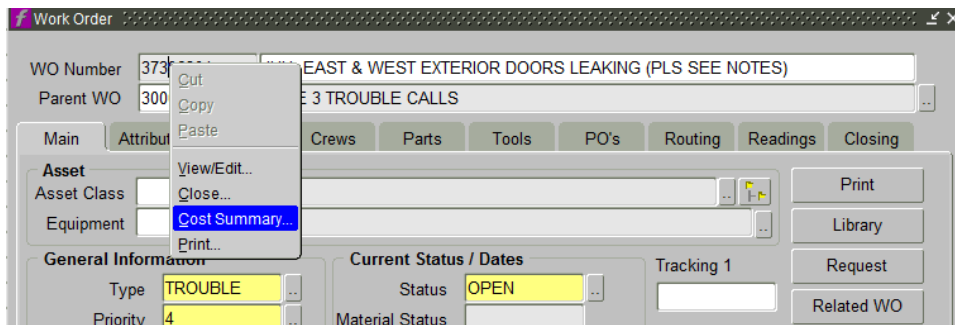 Work Order
WO Number 373 EAST & WEST EXTERIOR DOORS LEAKING (PLS SEE NOTES)
Parent WO 300 3 TROUBLE CALLS ..
Cut
Copy
Paste
View/Edit...
Close...
Cost Summary...
Print...
Main Attribut Crews Parts Tools PO's Routing Readings Closing
Asset
Asset Class ..
Equipment ..
Print
Library
Request
Related WO
General Information
Type TROUBLE ..
Priority 4 ..
Current Status / Dates
Status OPEN ..
Material Status
Tracking 1